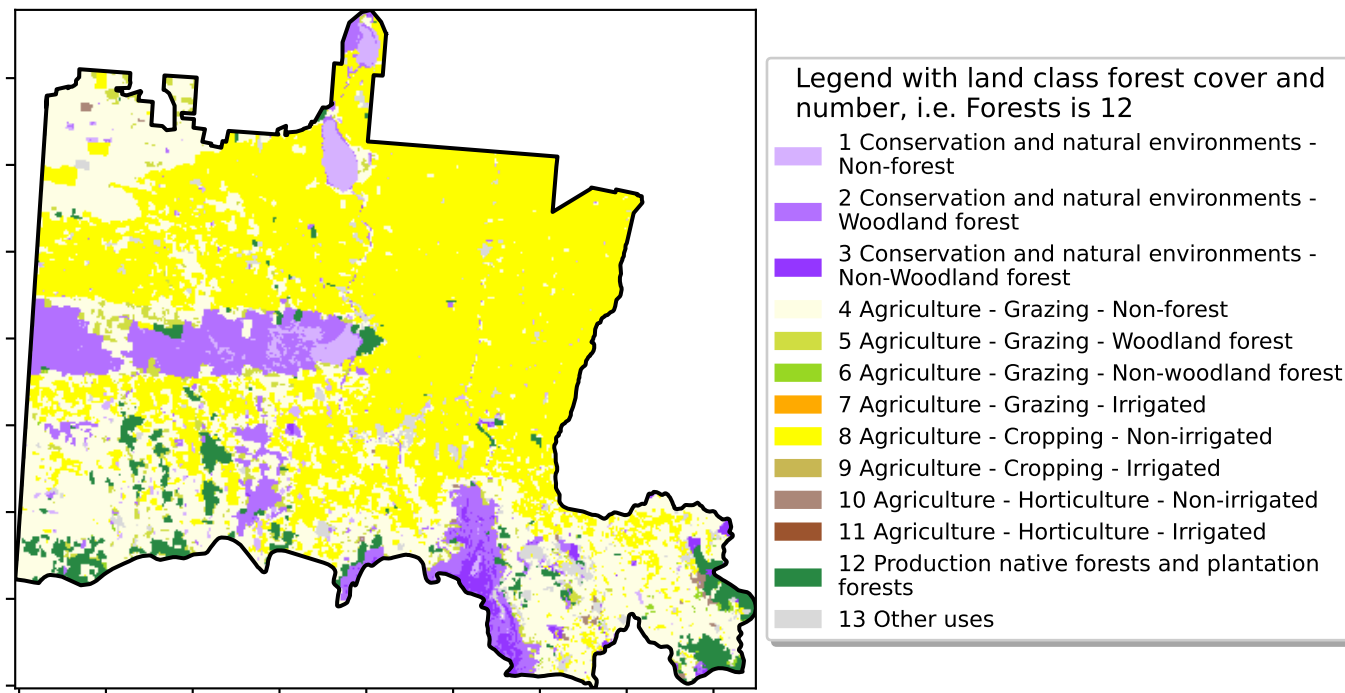 Legend with land class forest cover and
number, i.e. Forests is 12
1 Conservation and natural environments -
Non-forest
2 Conservation and natural environments -
Woodland forest
3 Conservation and natural environments -
Non-Woodland forest
4 Agriculture - Grazing - Non-forest
5 Agriculture - Grazing - Woodland forest
6 Agriculture - Grazing - Non-woodland forest
7 Agriculture - Grazing - Irrigated
8 Agriculture - Cropping - Non-irrigated
9 Agriculture - Cropping - Irrigated
10 Agriculture - Horticulture - Non-irrigated
11 Agriculture - Horticulture - Irrigated
12 Production native forests and plantation
forests
13 Other uses